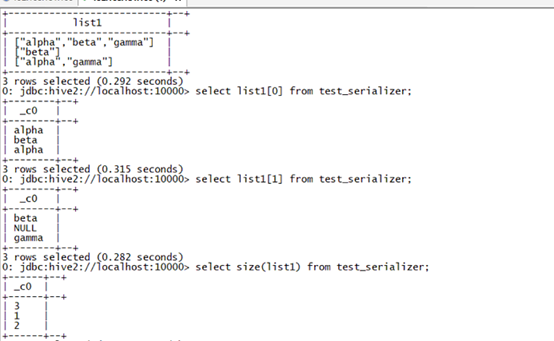 +--------------------------+--+
|          list1           |
+--------------------------+--+
| ["alpha","beta","gamma"]  |
| ["beta"]                  |
| ["alpha","gamma"]         |
+--------------------------+--+
3 rows selected (0.292 seconds)
0: jdbc:hive2://localhost:10000> select list1[0] from test_serializer;
+--------+--+
|  _c0   |
+--------+--+
| alpha  |
| beta   |
| alpha  |
+--------+--+
3 rows selected (0.315 seconds)
0: jdbc:hive2://localhost:10000> select list1[1] from test_serializer;
+--------+--+
|  _c0   |
+--------+--+
| beta   |
| NULL   |
| gamma  |
+--------+--+
3 rows selected (0.282 seconds)
0: jdbc:hive2://localhost:10000> select size(list1) from test_serializer;
+------+--+
| _c0  |
+------+--+
| 3    |
| 1    |
| 2    |
+------+--+